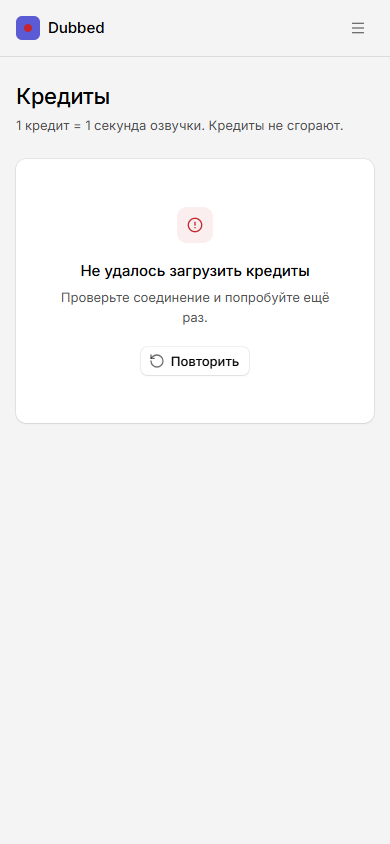 Dubbed
Кредиты
1 кредит = 1 секунда озвучки. Кредиты не сгорают.
Не удалось загрузить кредиты
Проверьте соединение и попробуйте ещё
раз.
Повторить